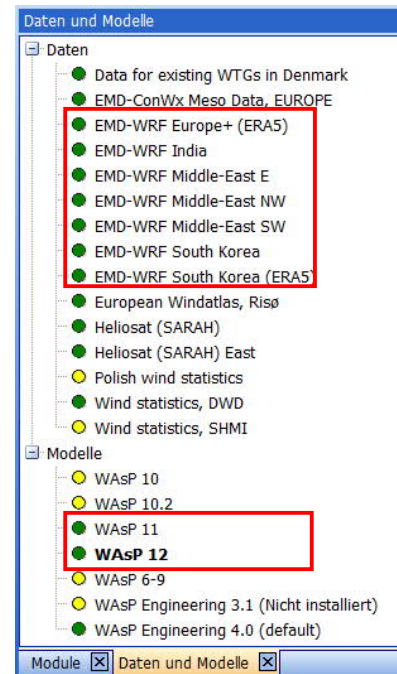 Daten und Modelle
Daten
Data for existing WTGs in Denmark
EMD-ConWx Meso Data, EUROPE
EMD-WRF Europe+ (ERA5)
EMD-WRF India
EMD-WRF Middle-East E
EMD-WRF Middle-East NW
EMD-WRF Middle-East SW
EMD-WRF South Korea
EMD-WRF South Korea (ERA5)
European Windatlas, Risø
Heliosat (SARAH)
Heliosat (SARAH) East
Polish wind statistics
Wind statistics, DWD
Wind statistics, SHMI
Modelle
WAsP 10
WAsP 10.2
WAsP 11
WAsP 12
WAsP 6-9
WAsP Engineering 3.1 (Nicht installiert)
WAsP Engineering 4.0 (default)
Module Daten und Modelle